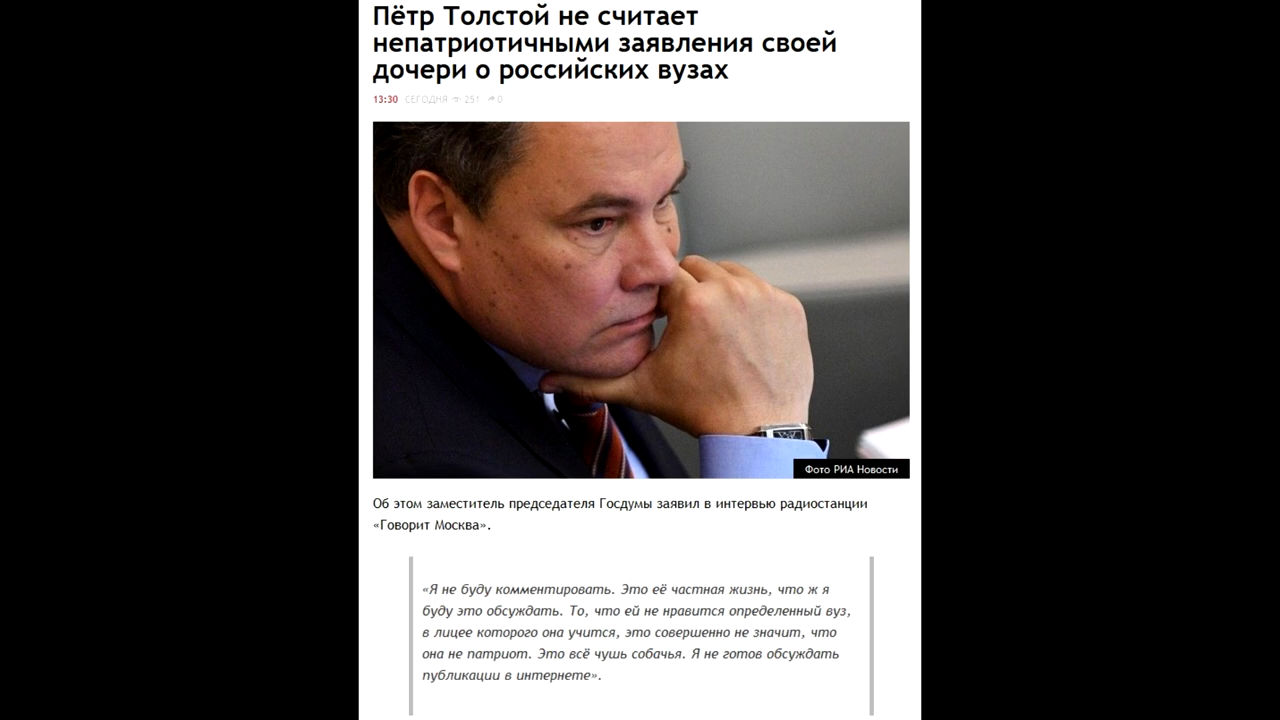 Пётр Толстой не считает
непатриотичными заявления своей
дочери о российских вузах
13:30 СЕГОДНЯ 251 0
Фото РИА Новости
Об этом заместитель председателя Госдумы заявил в интервью радиостанции
«Говорит Москва».
«Я не буду комментировать. Это её частная жизнь, что ж я
буду это обсуждать. То, что ей не нравится определенный вуз,
в лицее которого она учится, это совершенно не значит, что
она не патриот. Это всё чушь собачья. Я не готов обсуждать
публикации в интернете».